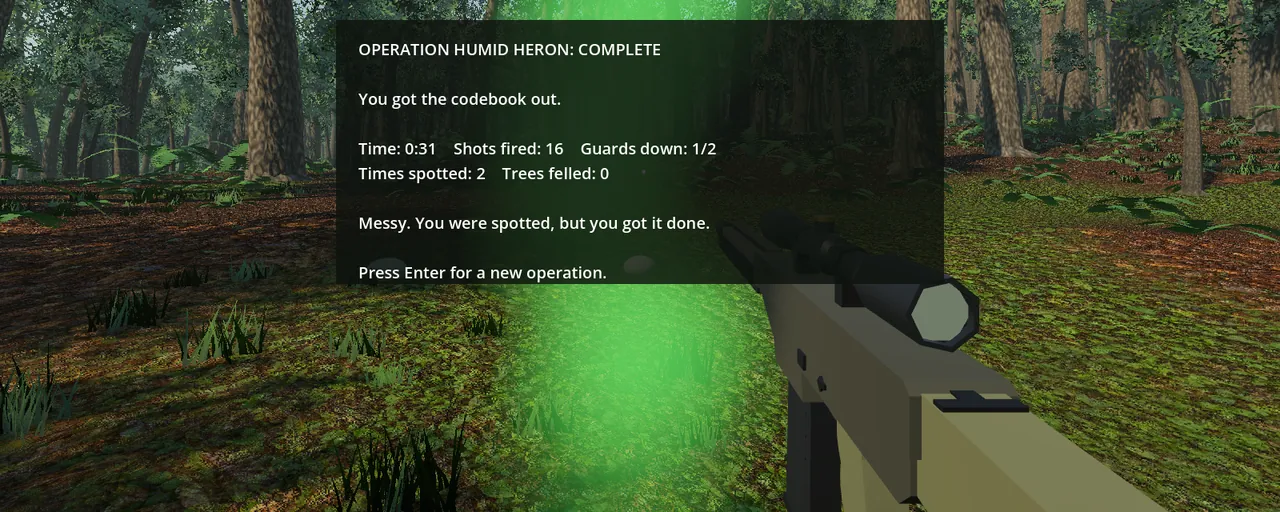 OPERATION HUMID HERON: COMPLETE
You got the codebook out.
Time: 0:31 Shots fired: 16 Guards down: 1/2
Times spotted: 2 Trees felled: 0
Messy. You were spotted, but you got it done.
Press Enter for a new operation.